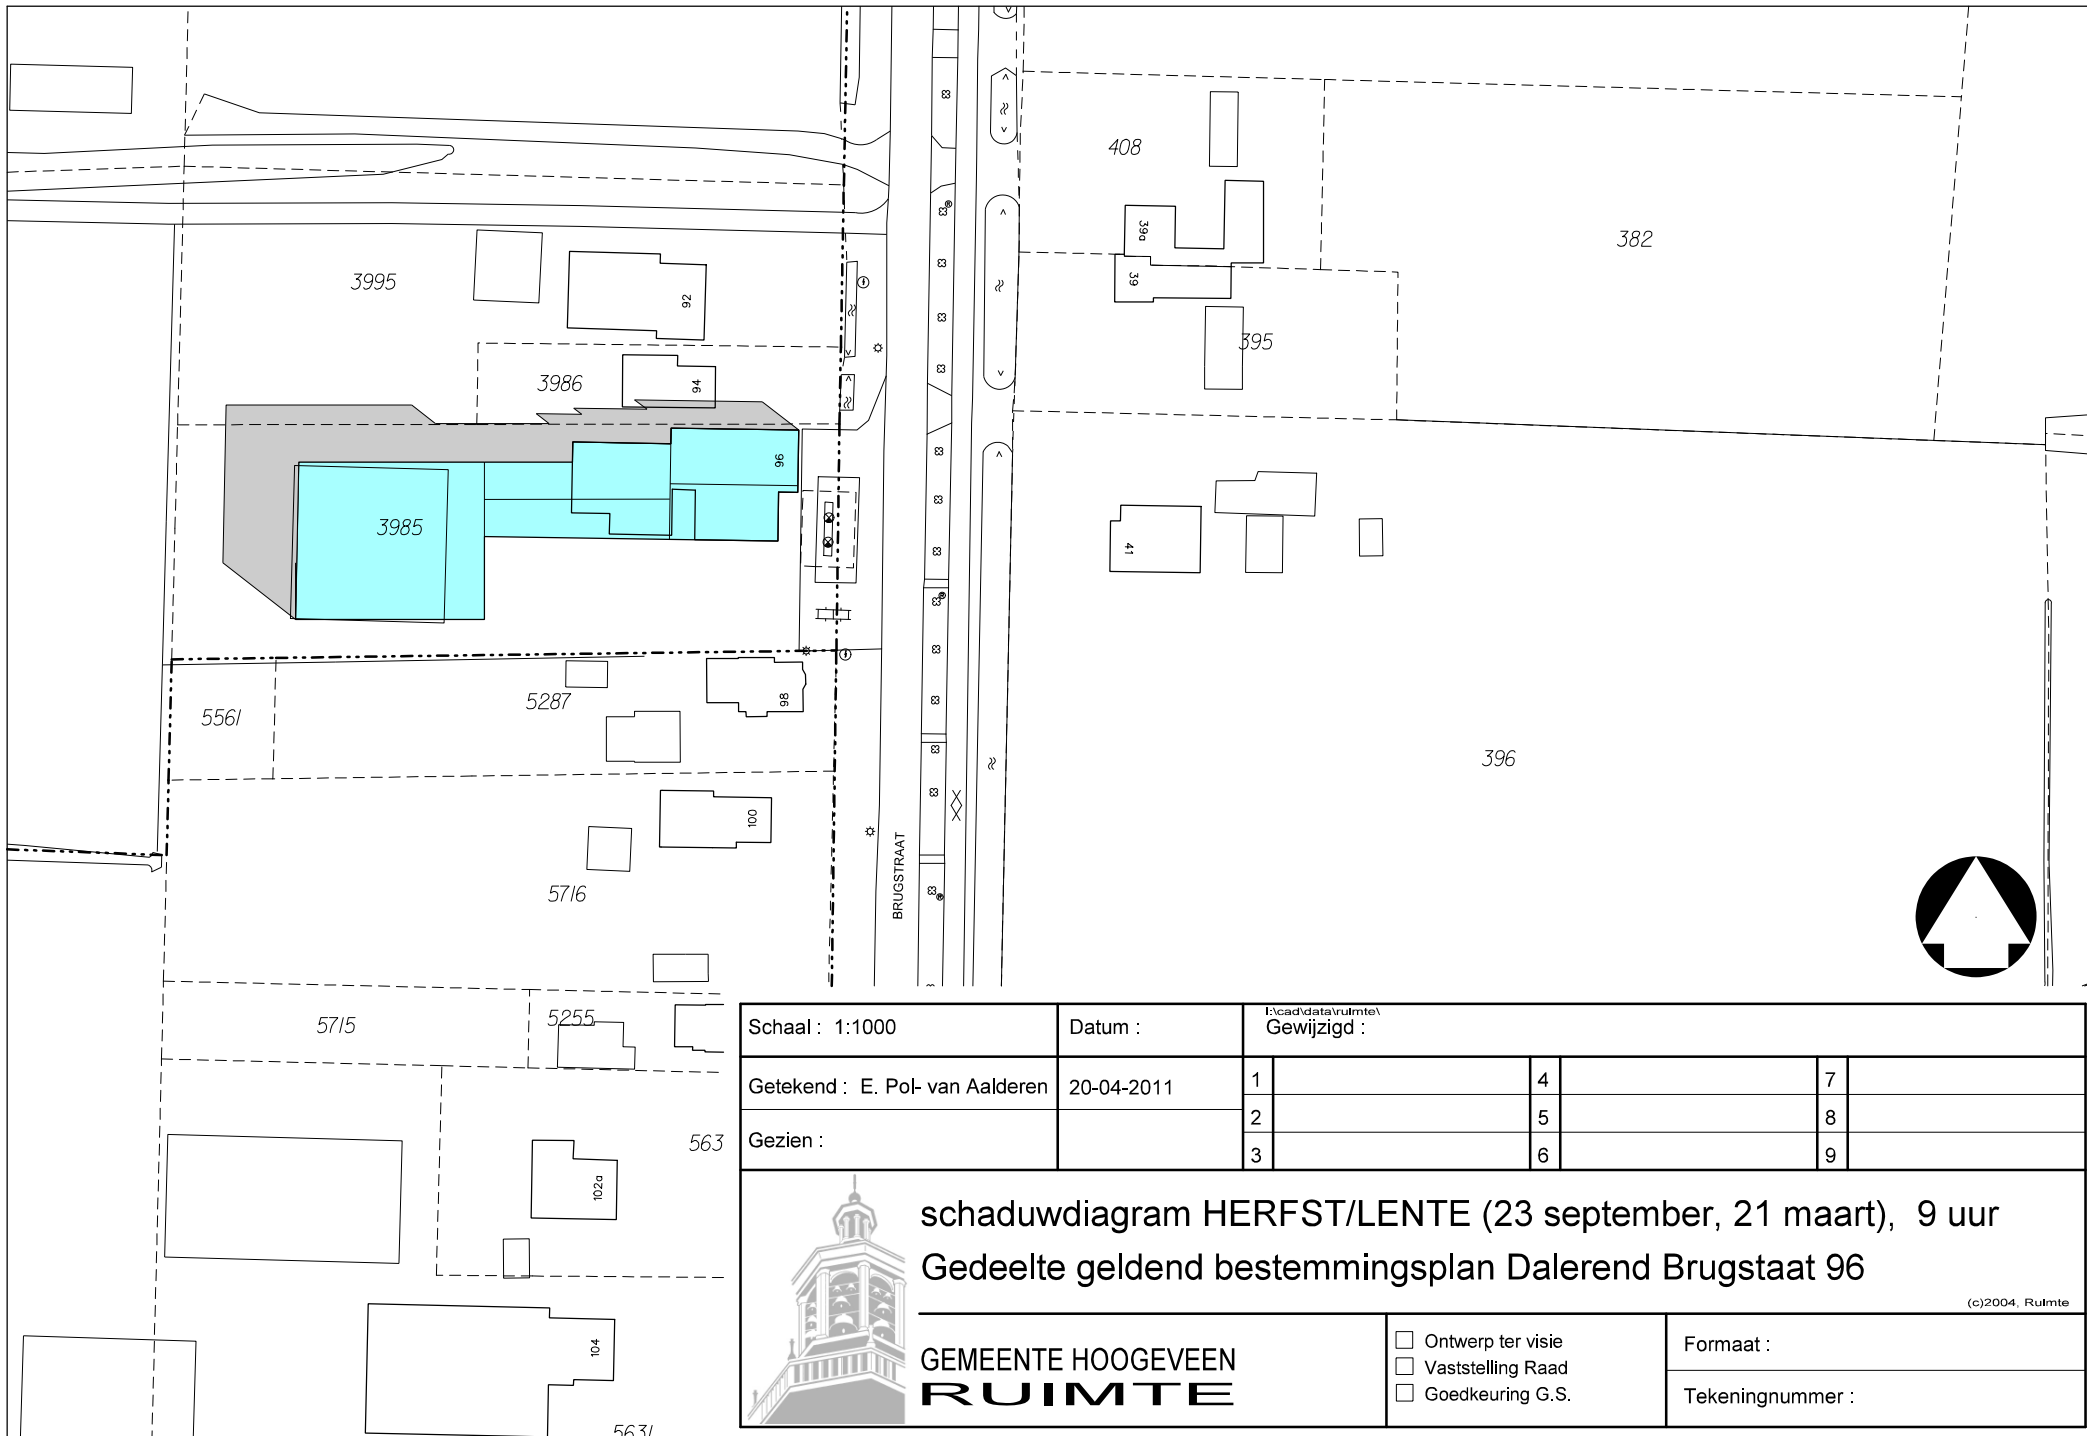 408
382
3995
39a
39
92
395
3986
94
96
3985
41
98
5287
5561
396
100
BRUGSTRAAT
5716
5715
5255
563
102a
104
5631
Schaal : 1:1000
Datum :
I:\cad\data\ruimte\
Gewijzigd :
Getekend : E. Pol- van Aalderen
20-04-2011
1
4
7
2
5
8
Gezien :
3
6
9
schaduwdiagram HERFST/LENTE (23 september, 21 maart), 9 uur
Gedeelte geldend bestemmingsplan Dalerend Brugstaat 96
(c)2004, Ruimte
GEMEENTE HOOGEVEEN
RUIMTE
Ontwerp ter visie
Vaststelling Raad
Goedkeuring G.S.
Formaat :
Tekeningnummer :